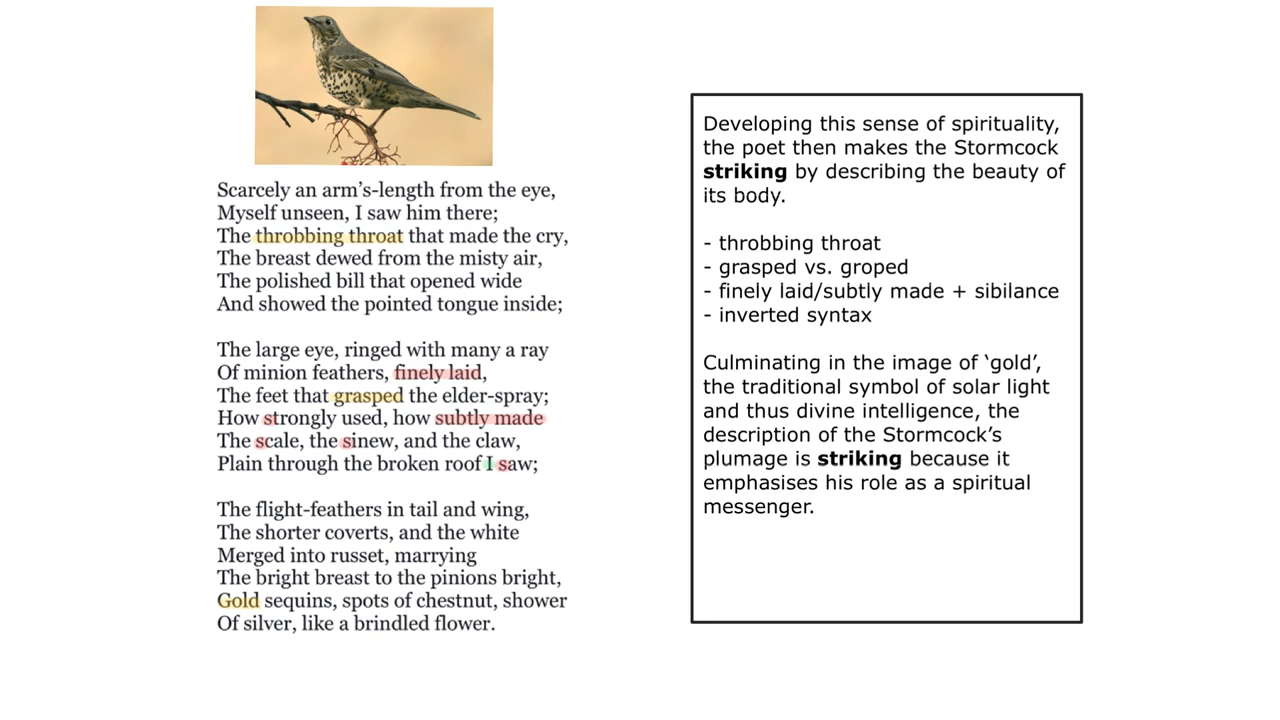 Scarcely an arm’s-length from the eye,
Myself unseen, I saw him there;
The throbbing throat that made the cry,
The breast dewed from the misty air,
The polished bill that opened wide
And showed the pointed tongue inside;
The large eye, ringed with many a ray
Of minion feathers, finely laid,
The feet that grasped the elder-spray;
How strongly used, how subtly made
The scale, the sinew, and the claw,
Plain through the broken roof I saw;
The flight-feathers in tail and wing,
The shorter coverts, and the white
Merged into russet, marrying
The bright breast to the pinions bright,
Gold sequins, spots of chestnut, shower
Of silver, like a brindled flower.
Developing this sense of spirituality,
the poet then makes the Stormcock
striking by describing the beauty of
its body.
- throbbing throat
- grasped vs. groped
- finely laid/subtly made + sibilance
- inverted syntax
Culminating in the image of ‘gold’,
the traditional symbol of solar light
and thus divine intelligence, the
description of the Stormcock’s
plumage is striking because it
emphasises his role as a spiritual
messenger.